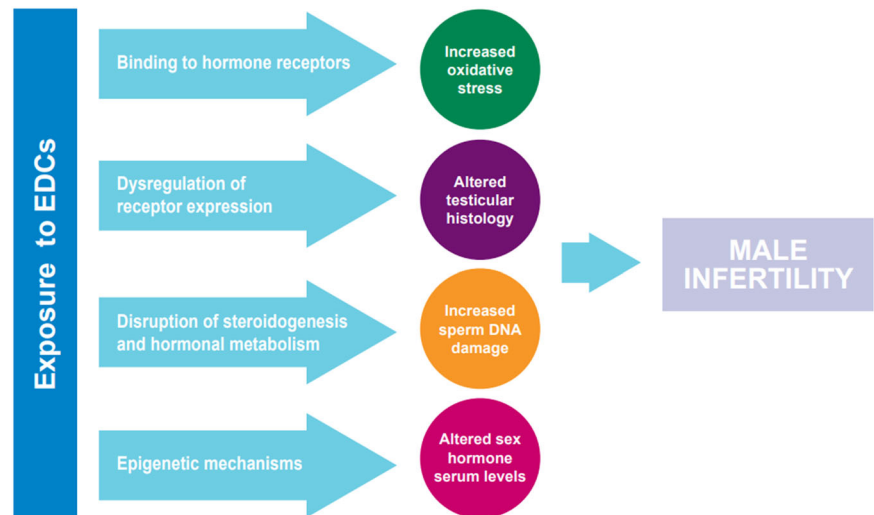 Exposure to EDCs
Binding to hormone receptors
Increased
oxidative
stress
Dysregulation of
receptor expression
Altered
testicular
histology
Disruption of steroidogenesis
and hormonal metabolism
Increased
sperm DNA
damage
Epigenetic mechanisms
Altered sex
hormone
serum levels
MALE
INFERTILITY